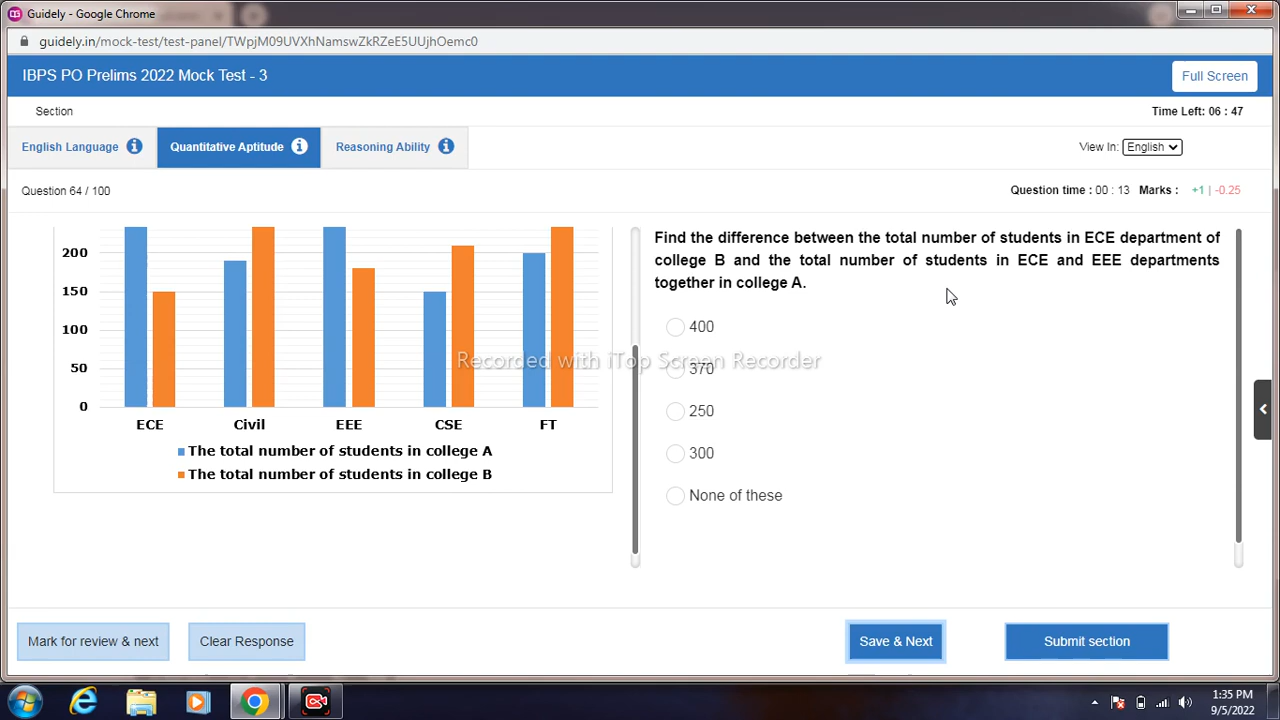 Guidely - Google Chrome
guidely.in/mock-test/test-panel/TWpjM09UVXhNamswZkRZeE5UUjhOemc0
IBPS PO Prelims 2022 Mock Test - 3
Full Screen
Section
Time Left: 06 : 47
English Language
Quantitative Aptitude
Reasoning Ability
View In: English
Question 64 / 100
Question time : 00 : 13 Marks : +1 | -0.25
200
150
100
50
0
ECE Civil EEE CSE FT
The total number of students in college A
The total number of students in college B
Find the difference between the total number of students in ECE department of
college B and the total number of students in ECE and EEE departments
together in college A.
400
370
250
300
None of these
Recorded with iTop Screen Recorder
Mark for review & next
Clear Response
Save & Next
Submit section
1:35 PM
9/5/2022